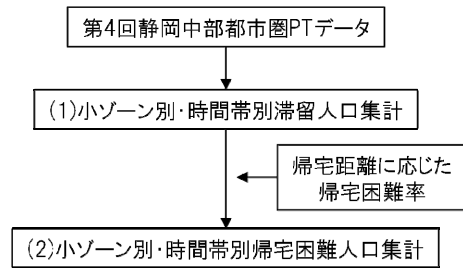 第4回静岡中部都市圏PTデータ
(1)小ゾーン別・時間帯別滞留人口集計
帰宅距離に応じた
帰宅困難率
(2)小ゾーン別・時間帯別帰宅困難人口集計